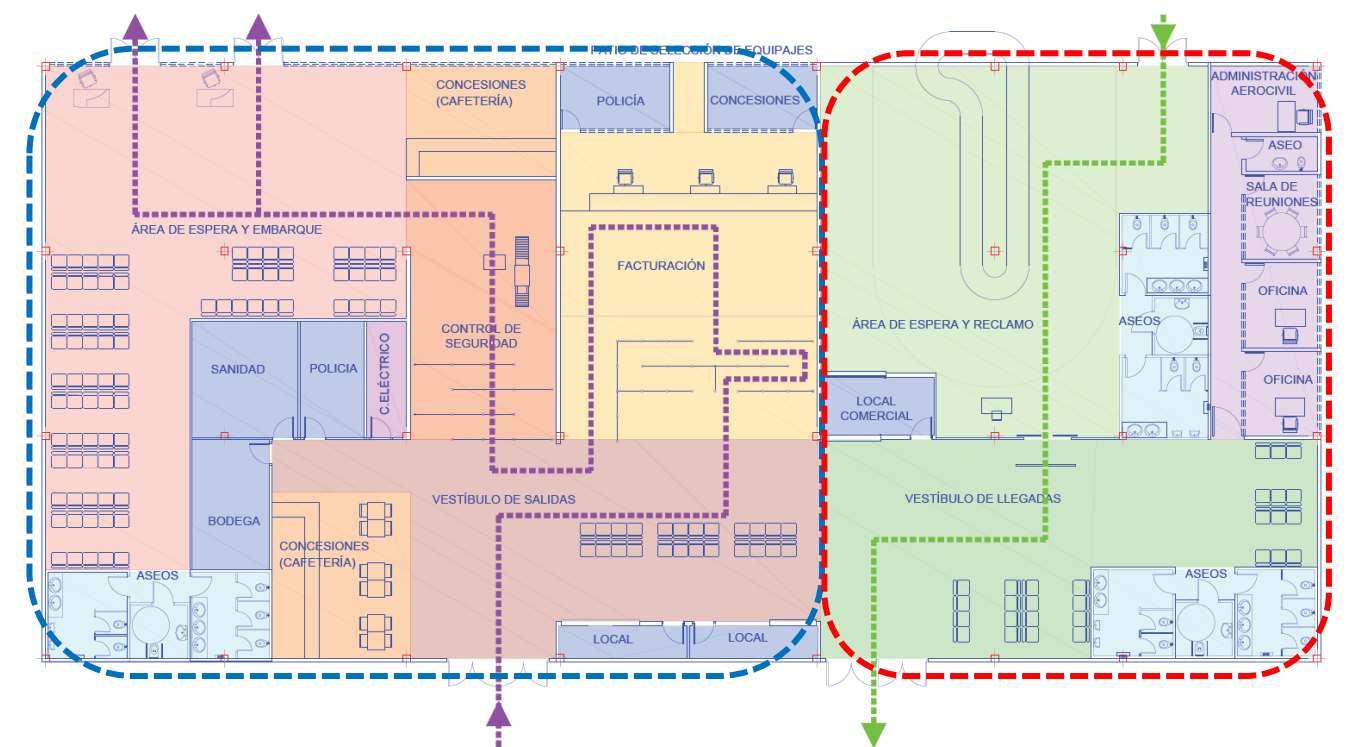 PATIO DE SELECCIÓN DE EQUIPAJES
CONCESIONES
(CAFETERÍA)
POLICÍA
CONCESIONES
ADMINISTRACIÓN
AEROCIVIL
ASEO
SALA DE
REUNIONES
ÁREA DE ESPERA Y EMBARQUE
FACTURACIÓN
OFICINA
CONTROL DE
SEGURIDAD
ÁREA DE ESPERA Y RECLAMO
ASEOS
SANIDAD
POLICIA
C.ELÉCTRICO
OFICINA
LOCAL
COMERCIAL
VESTÍBULO DE SALIDAS
VESTÍBULO DE LLEGADAS
BODEGA
CONCESIONES
(CAFETERÍA)
ASEOS
ASEOS
LOCAL
LOCAL